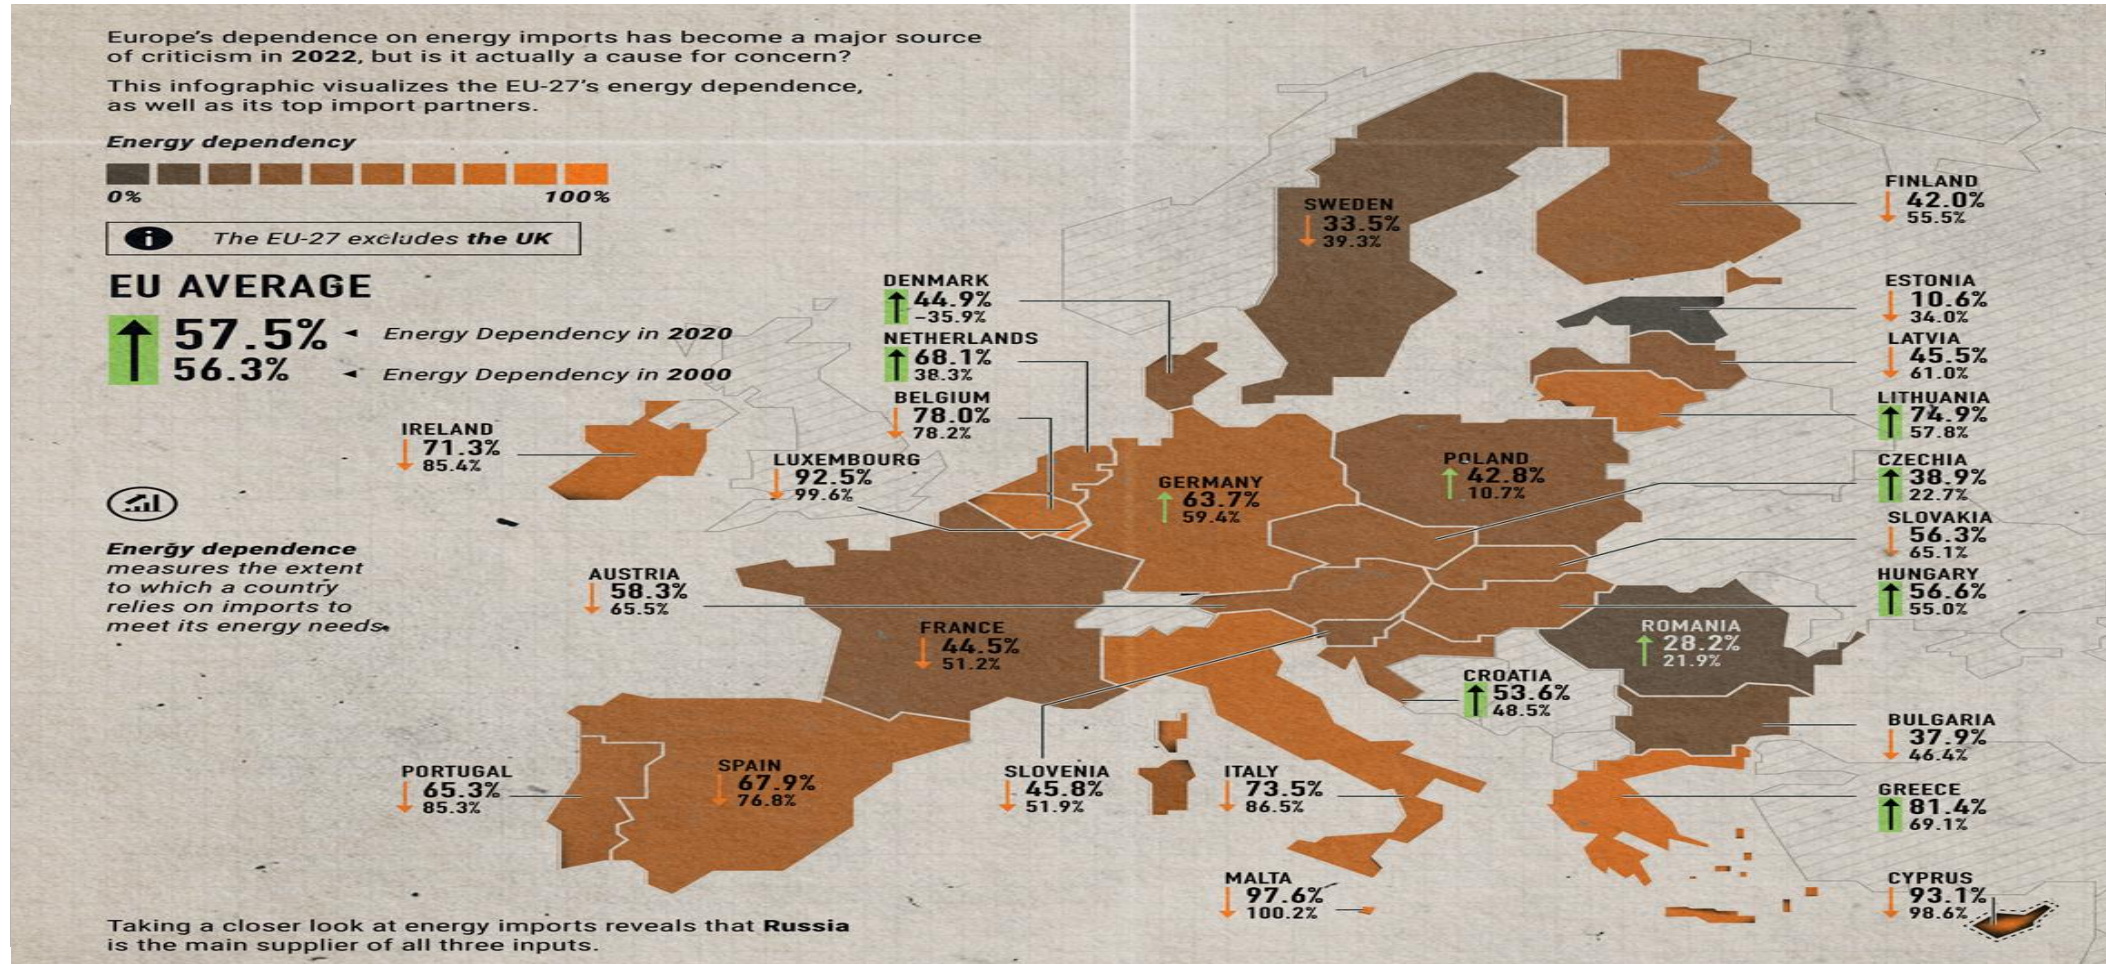 Europe's dependence on energy imports has become a major source
of criticism in 2022, but is it actually a cause for concern?
This infographic visualizes the EU-27's energy dependence,
as well as its top import partners.
Energy dependency
0%
100%
The EU-27 excludes the UK
EU AVERAGE
57.5% Energy Dependency in 2020
56.3% Energy Dependency in 2000
Energy dependence
measures the extent
to which a country
relies on imports to
meet its energy needs.
SWEDEN
33.5%
39.3%
FINLAND
42.0%
55.5%
DENMARK
44.9%
-35.9%
NETHERLANDS
68.1%
38.3%
BELGIUM
78.0%
78.2%
ESTONIA
10.6%
34.0%
LATVIA
45.5%
61.0%
LITHUANIA
74.9%
57.8%
IRELAND
71.3%
85.4%
LUXEMBOURG
92.5%
99.6%
GERMANY
63.7%
59.4%
POLAND
42.8%
10.7%
CZECHIA
38.9%
22.7%
SLOVAKIA
56.3%
65.1%
HUNGARY
56.6%
55.0%
AUSTRIA
58.3%
65.5%
FRANCE
44.5%
51.2%
ROMANIA
28.2%
21.9%
CROATIA
53.6%
48.5%
BULGARIA
37.9%
46.4%
PORTUGAL
65.3%
85.3%
SPAIN
67.9%
76.8%
SLOVENIA
45.8%
51.9%
ITALY
73.5%
86.5%
GREECE
81.4%
69.1%
MALTA
97.6%
100.2%
CYPRUS
93.1%
98.6%
Taking a closer look at energy imports reveals that Russia
is the main supplier of all three inputs.